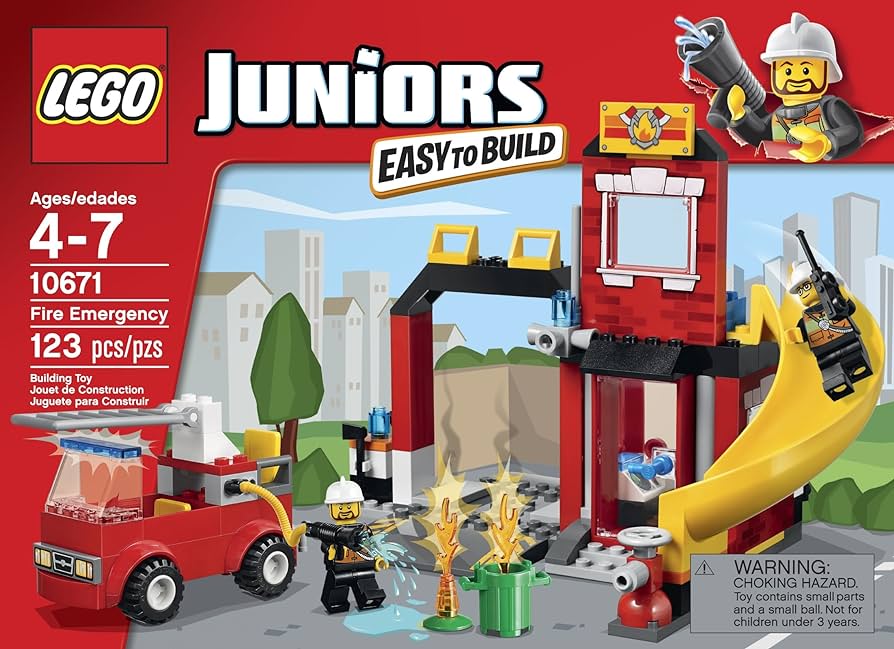 LEGO
JUNIORS
EASY TO BUILD
Ages/edades
4-7
10671
Fire Emergency
123 pcs/pzs
Building Toy
Jouet de Construction
Juguete para Construir
WARNING:
CHOKING HAZARD.
Toy contains small parts
and a small ball. Not for
children under 3 years.